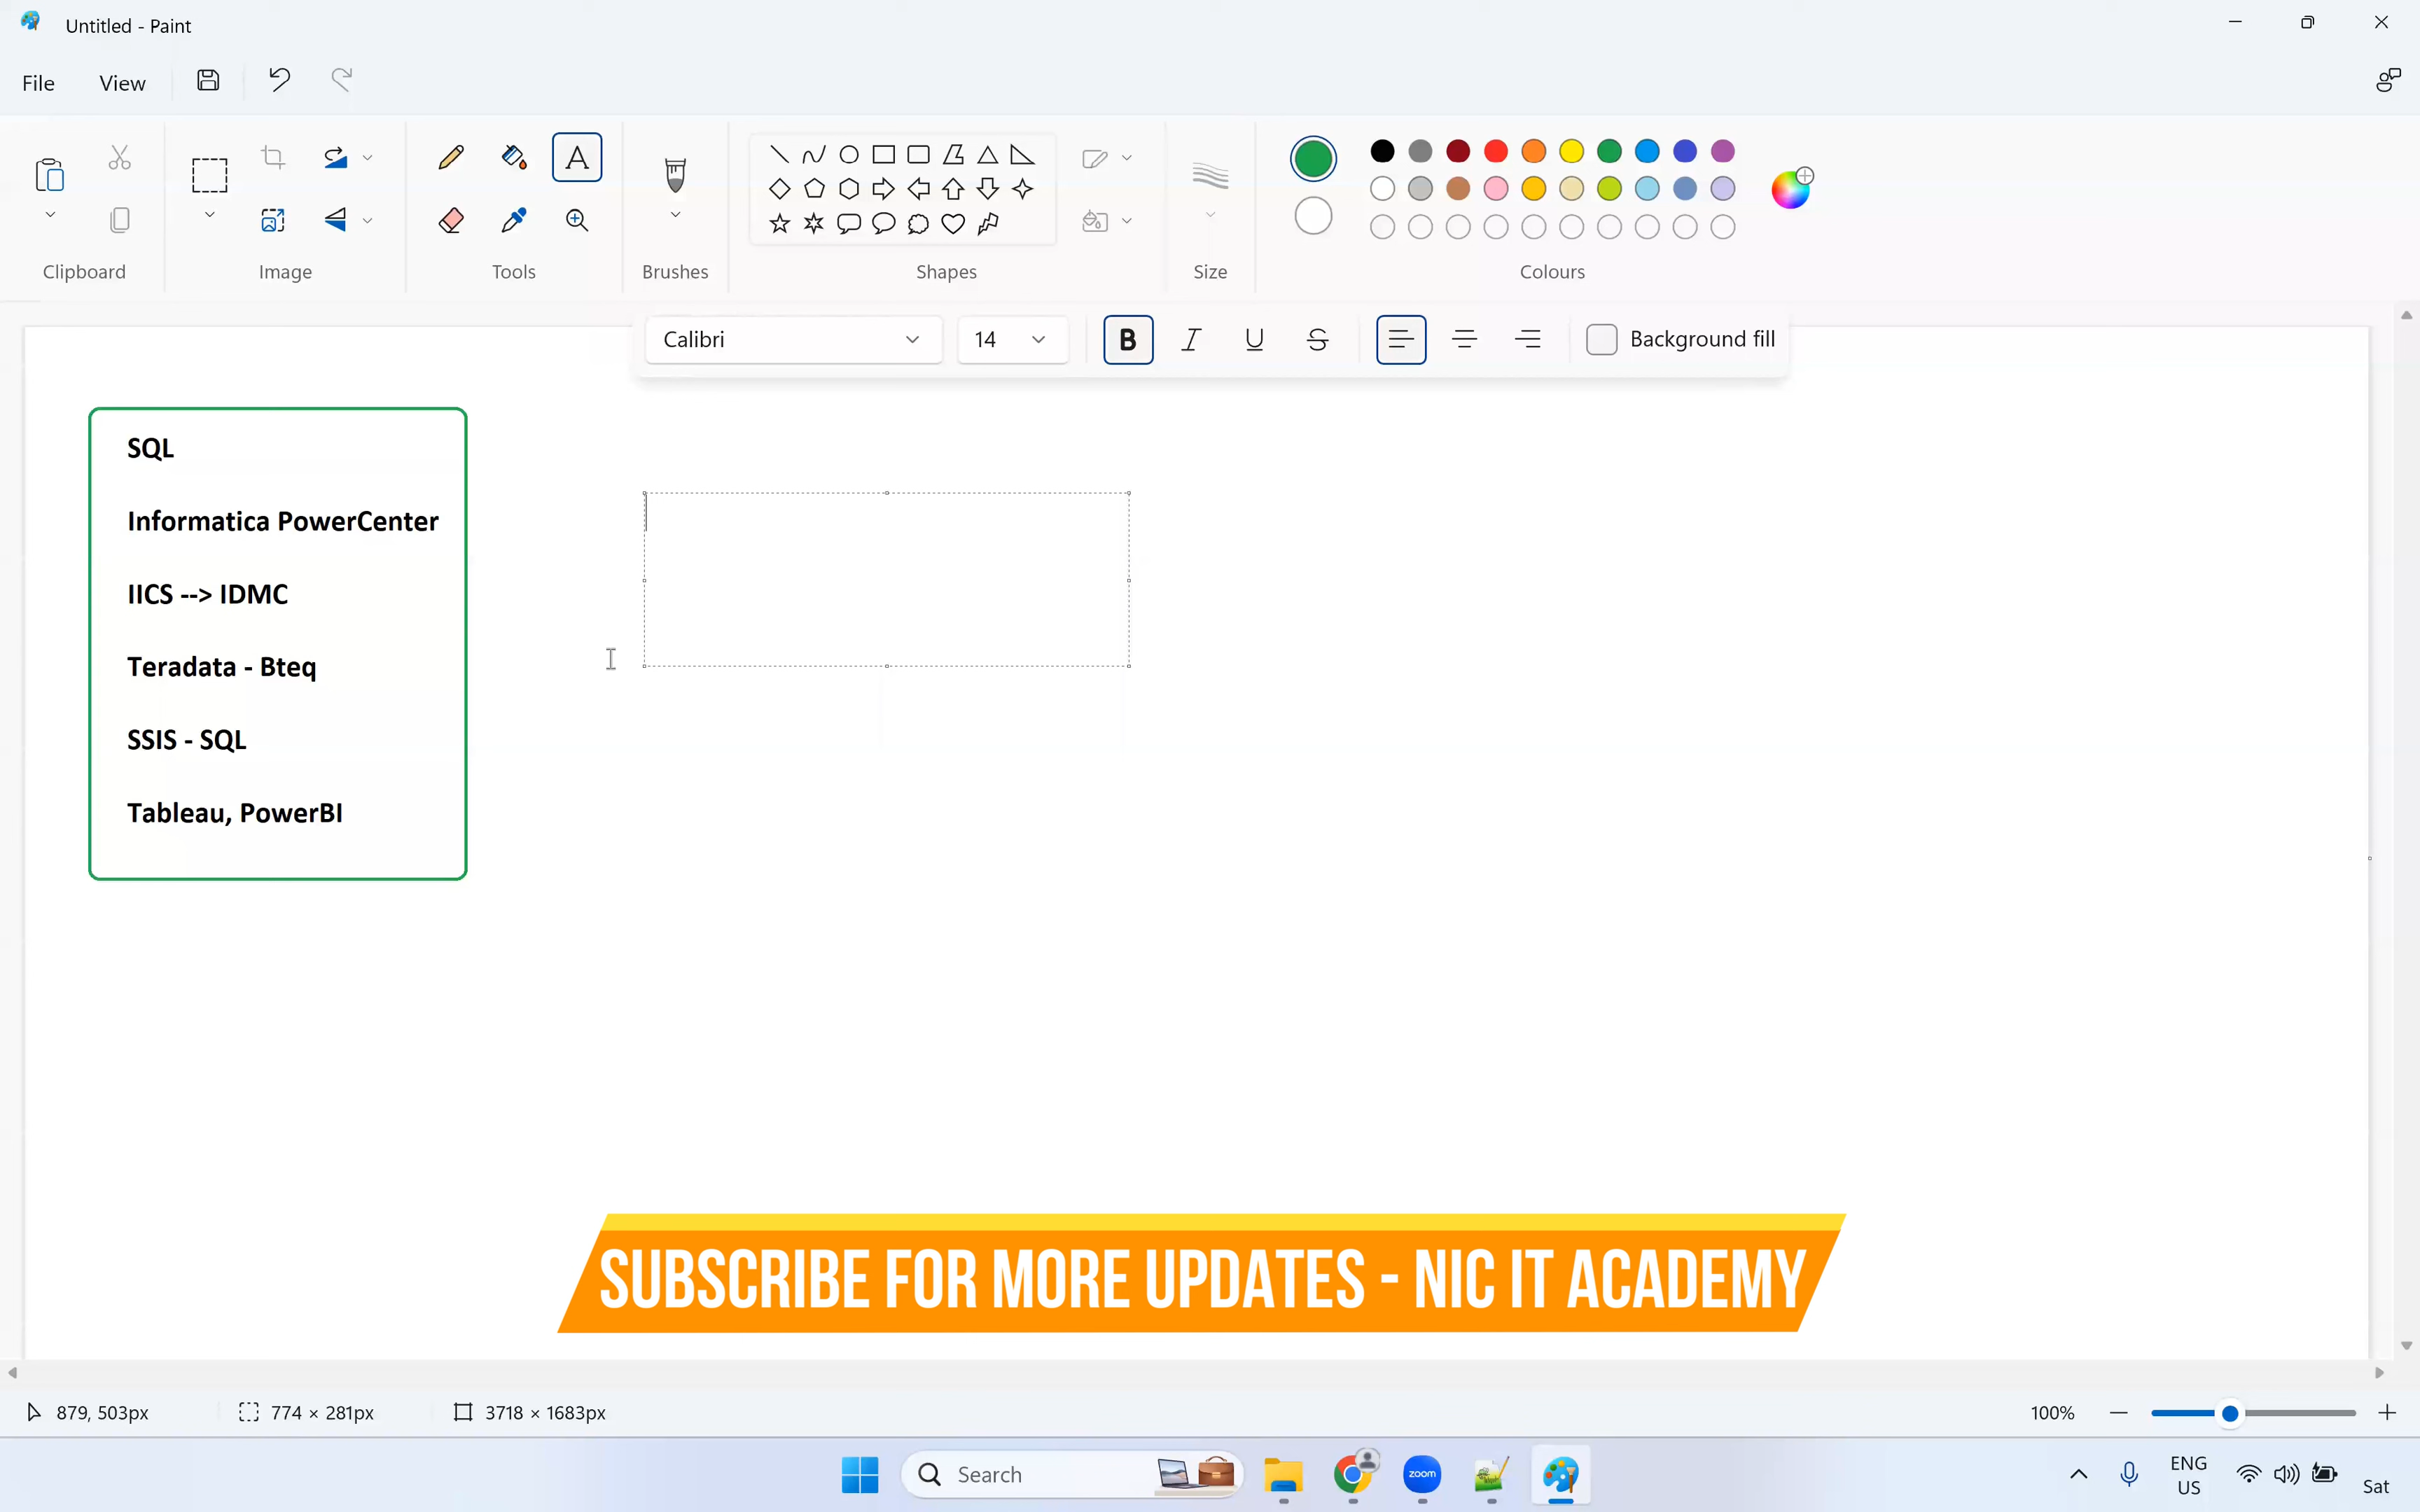 Untitled - Paint
File View
Clipboard Image Tools Brushes Shapes Size Colours
Calibri 14 B I U S Background fill
SQL
Informatica PowerCenter
IICS --> IDMC
Teradata - Bteq
SSIS - SQL
Tableau, PowerBI
SUBSCRIBE FOR MORE UPDATES - NIC IT ACADEMY
879, 503px 774 × 281px 3718 × 1683px 100%
Search zoom ENG
US
Sat